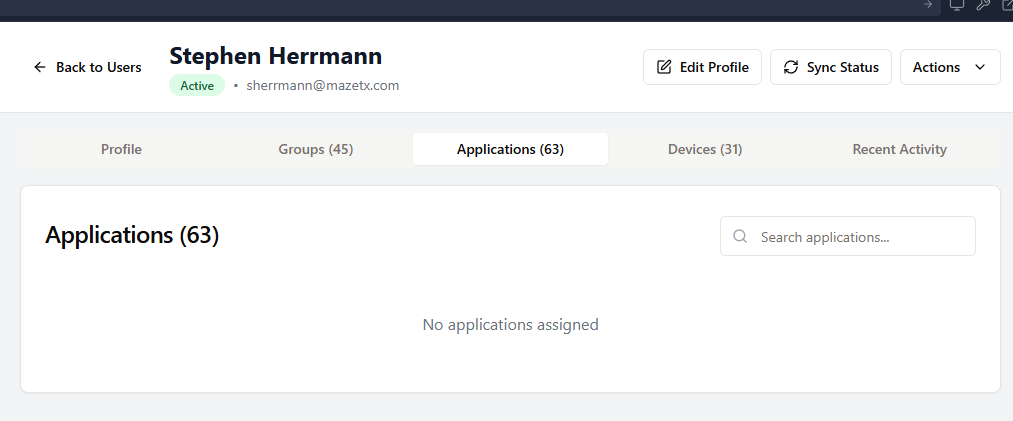 Back to Users
Stephen Herrmann
Active • sherrmann@mazetx.com
Edit Profile
Sync Status
Actions
Profile
Groups (45)
Applications (63)
Devices (31)
Recent Activity
Applications (63)
Search applications...
No applications assigned